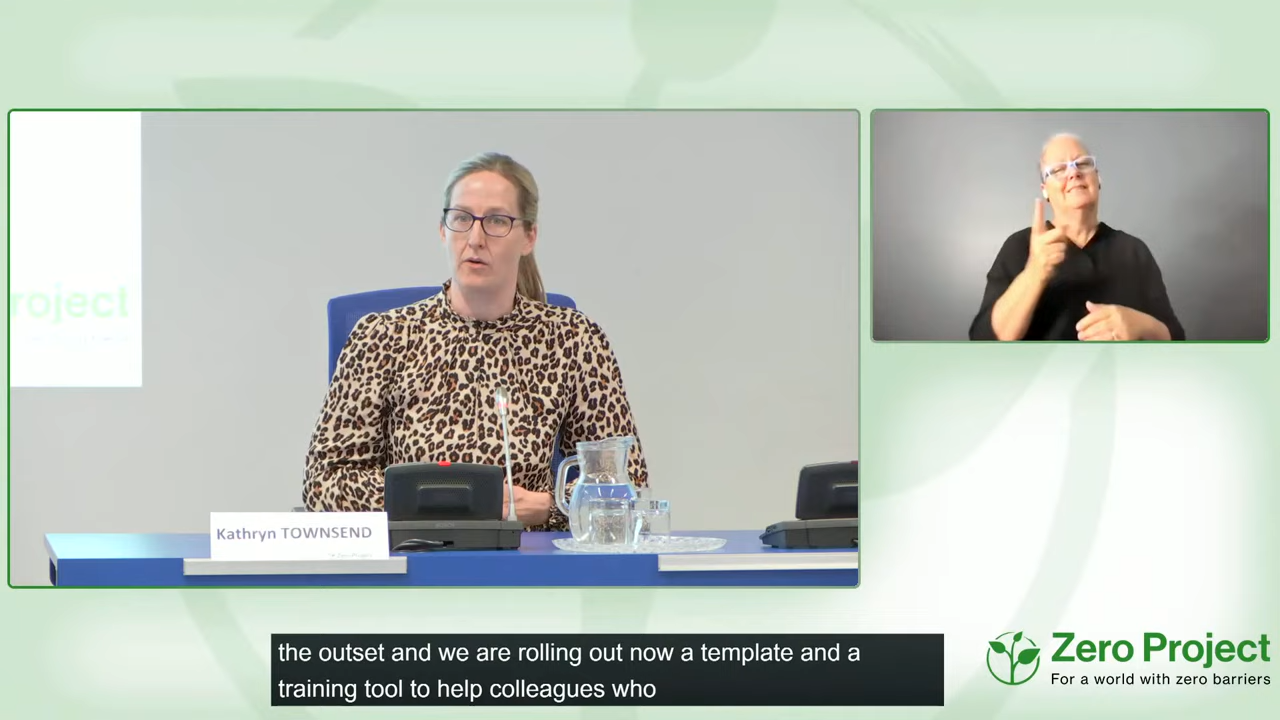 roject
Kathryn TOWNSEND
the outset and we are rolling out now a template and a
training tool to help colleagues who
Zero Project
For a world with zero barriers